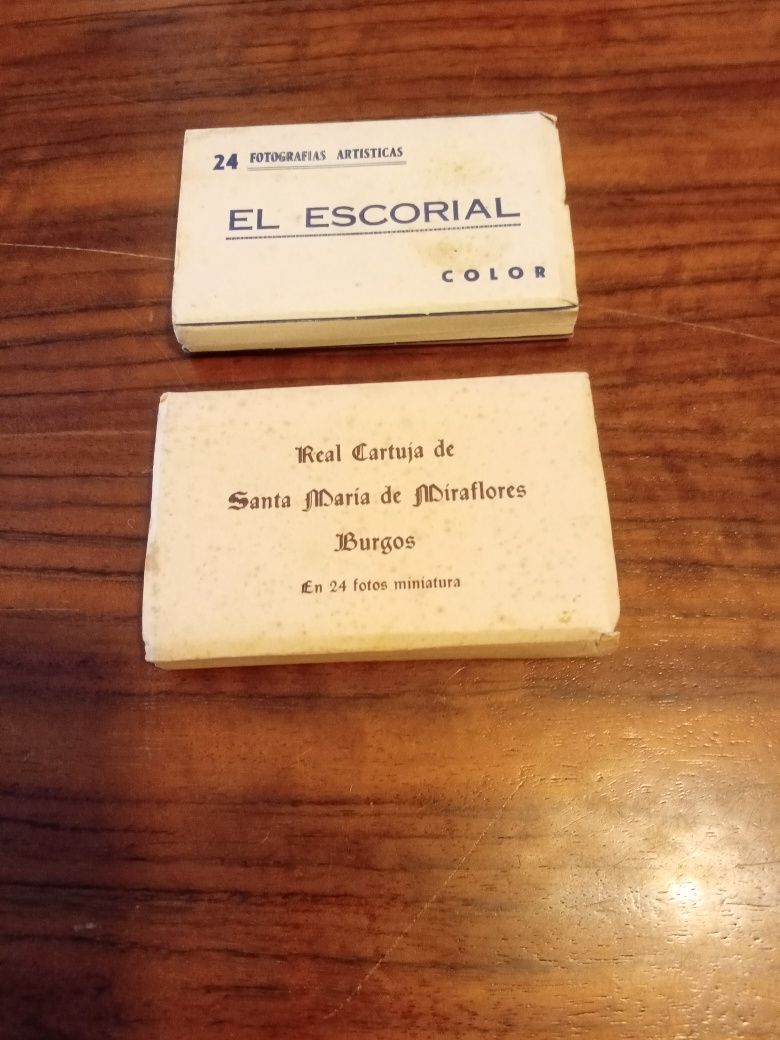 24 FOTOGRAFIAS ARTISTICAS
EL ESCORIAL
COLOR
Real Cartuja de
Santa María de Miraflores
Burgos
En 24 fotos miniatura